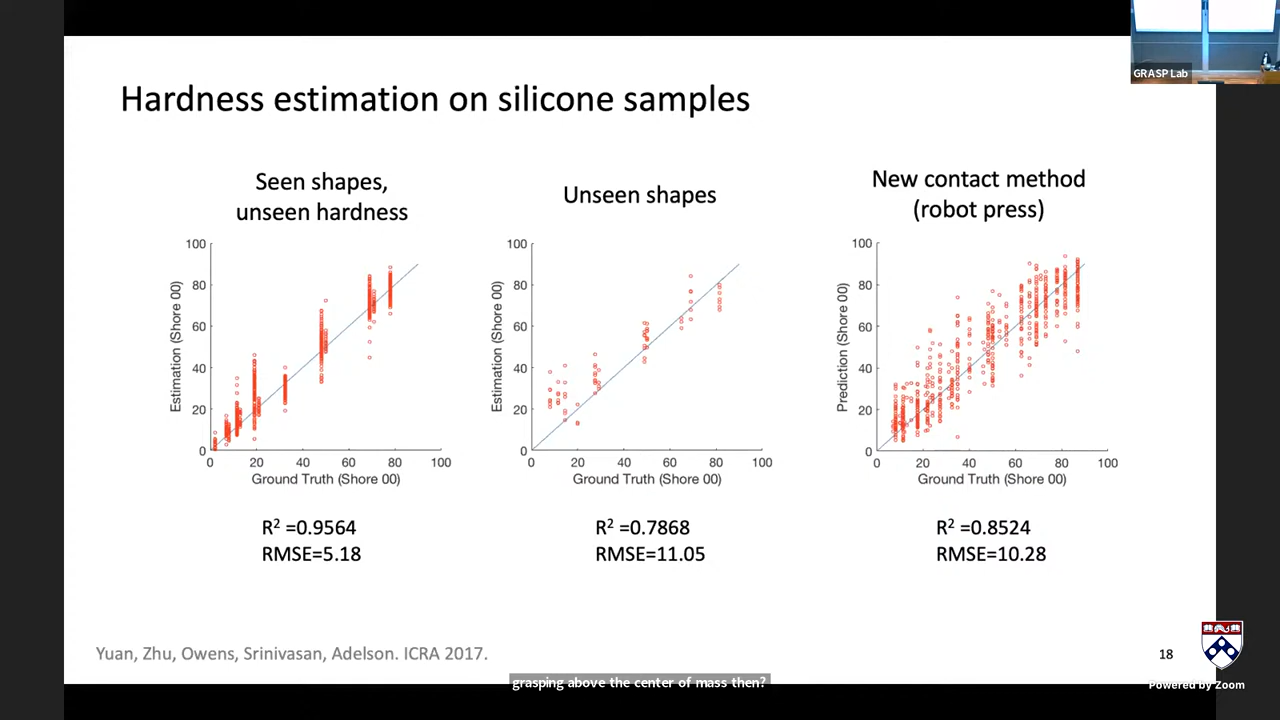 GRASP Lab
Hardness estimation on silicone samples
Seen shapes,
unseen hardness
100
80
60
40
20
0
Estimation (Shore 00)
0 20 40 60 80 100
Ground Truth (Shore 00)
R² =0.9564
RMSE=5.18
Unseen shapes
100
80
60
40
20
0
Estimation (Shore 00)
0 20 40 60 80 100
Ground Truth (Shore 00)
R² =0.7868
RMSE=11.05
New contact method
(robot press)
100
80
60
40
20
0
Prediction (Shore 00)
0 20 40 60 80 100
Ground Truth (Shore 00)
R² =0.8524
RMSE=10.28
Yuan, Zhu, Owens, Srinivasan, Adelson. ICRA 2017.
18
grasping above the center of mass then?
Powered by Zoom